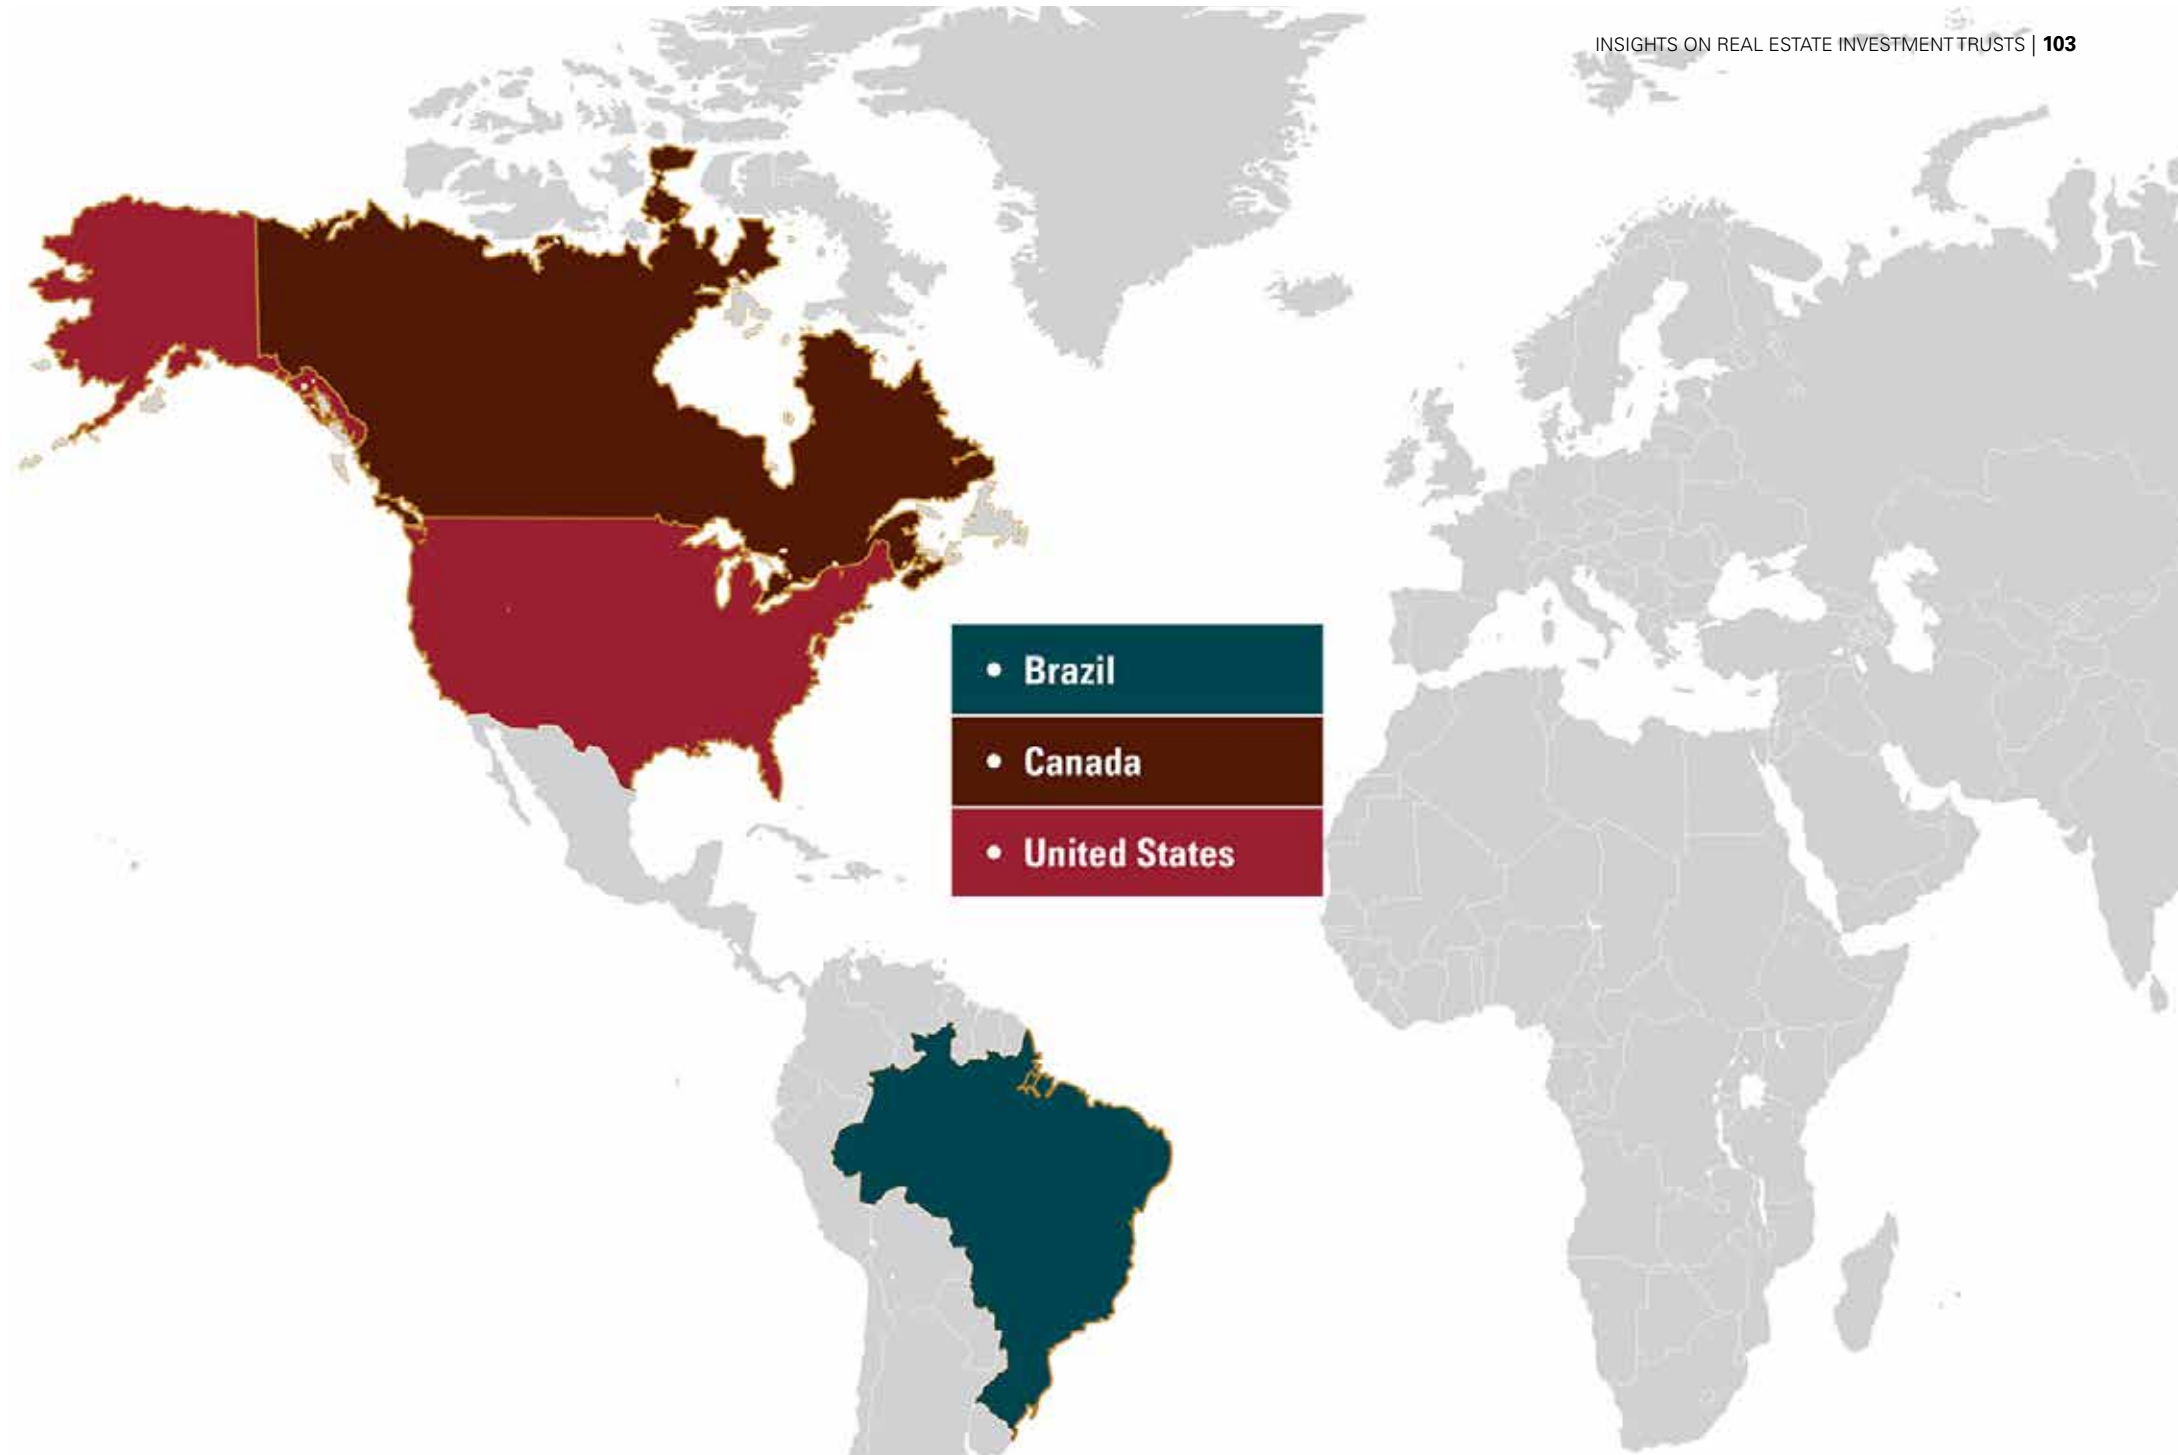 INSIGHTS ON REAL ESTATE INVESTMENT TRUSTS | 103
• Brazil
• Canada
• United States